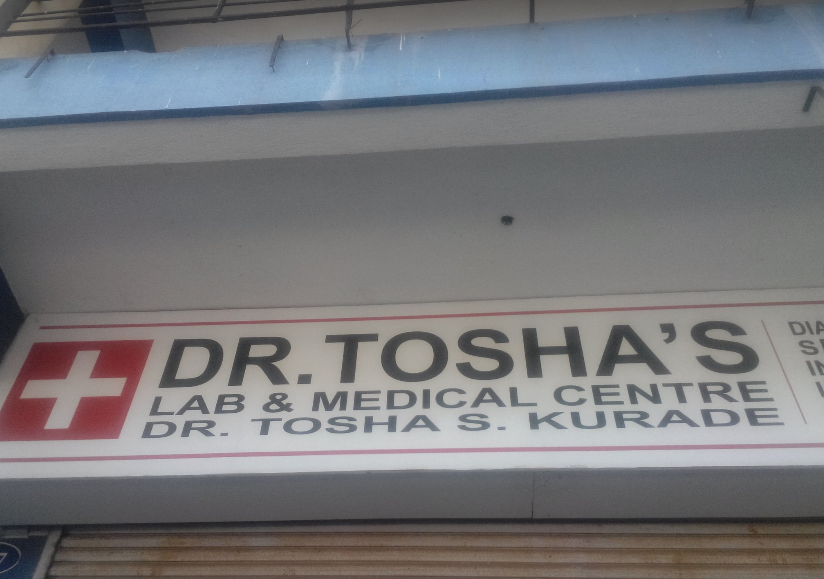 DR.TOSHA'S
LAB & MEDICAL CENTRE
DR. TOSHA S. KURADE